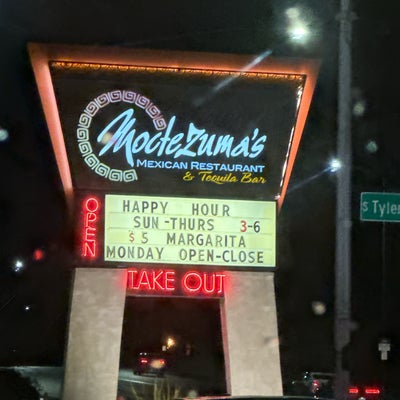 Moctezuma's
MEXICAN RESTAURANT
& Tequila Bar
OPEN
HAPPY HOUR
SUN-THURS 3-6
$5 MARGARITA
MONDAY OPEN-CLOSE
TAKE OUT
S Tyler